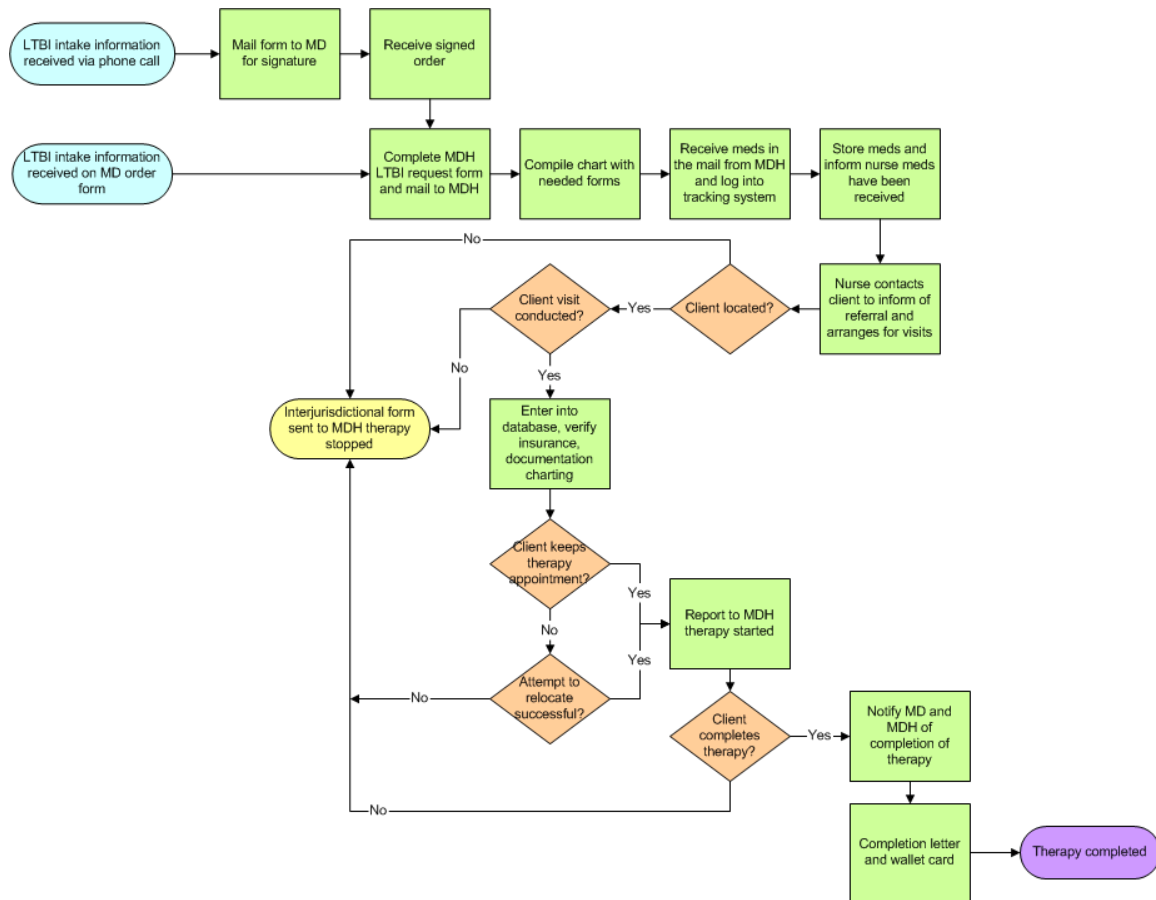 LTBI intake information
received via phone call
Mail form to MD
for signature
Receive signed
order
LTBI intake information
received on MD order
form
Complete MDH
LTBI request form
and mail to MDH
Compile chart with
needed forms
Receive meds in
the mail from MDH
and log into
tracking system
Store meds and
inform nurse meds
have been
received
No
Client visit
conducted?
Yes
Client located?
Nurse contacts
client to inform of
referral and
arranges for visits
No
Yes
Interjurisdictional form
sent to MDH therapy
stopped
Enter into
database, verify
insurance,
documentation
charting
Client keeps
therapy
appointment?
Yes
Report to MDH
therapy started
No
Yes
Attempt to
relocate
successful?
No
Client
completes
therapy?
Yes
Notify MD and
MDH of
completion of
therapy
No
Completion letter
and wallet card
Therapy completed